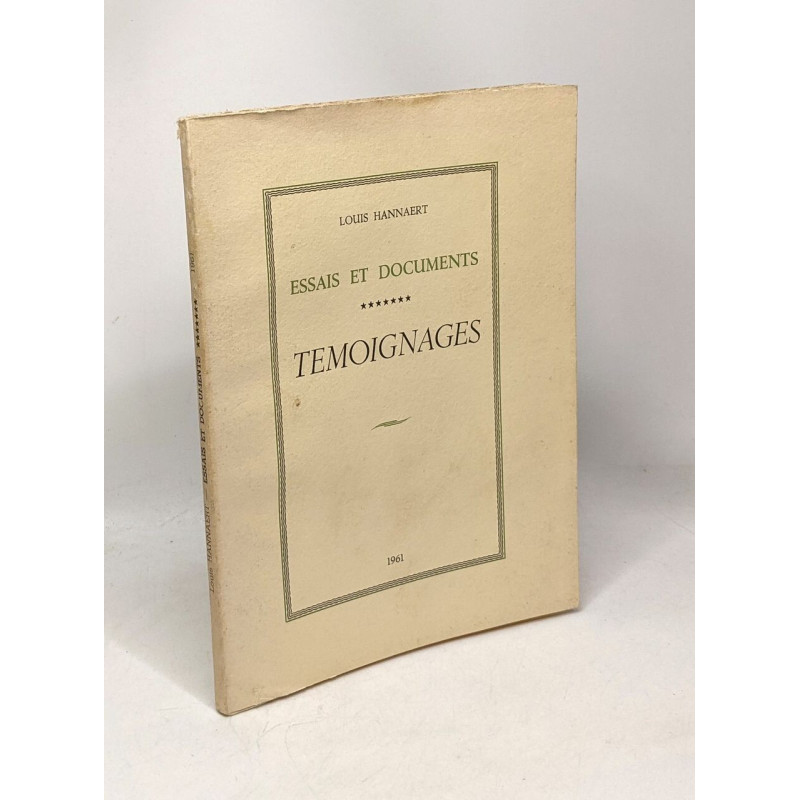 LOUIS HANNAERT
ESSAIS ET DOCUMENTS
★★★★★★★
TEMOIGNAGES
1961
Louis HANNAERT — ESSAIS ET DOCUMENTS ★★★★★★★ 1961